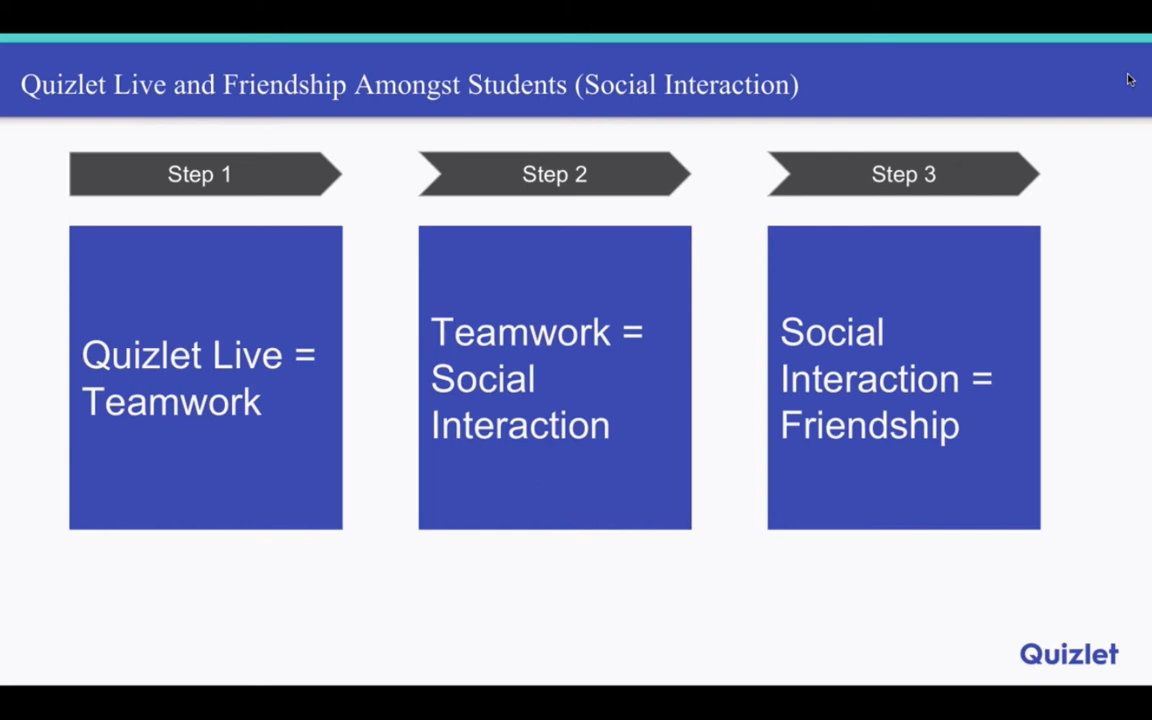 Quizlet Live and Friendship Amongst Students (Social Interaction)
Step 1
Step 2
Step 3
Quizlet Live =
Teamwork
Teamwork =
Social
Interaction
Social
Interaction =
Friendship
Quizlet